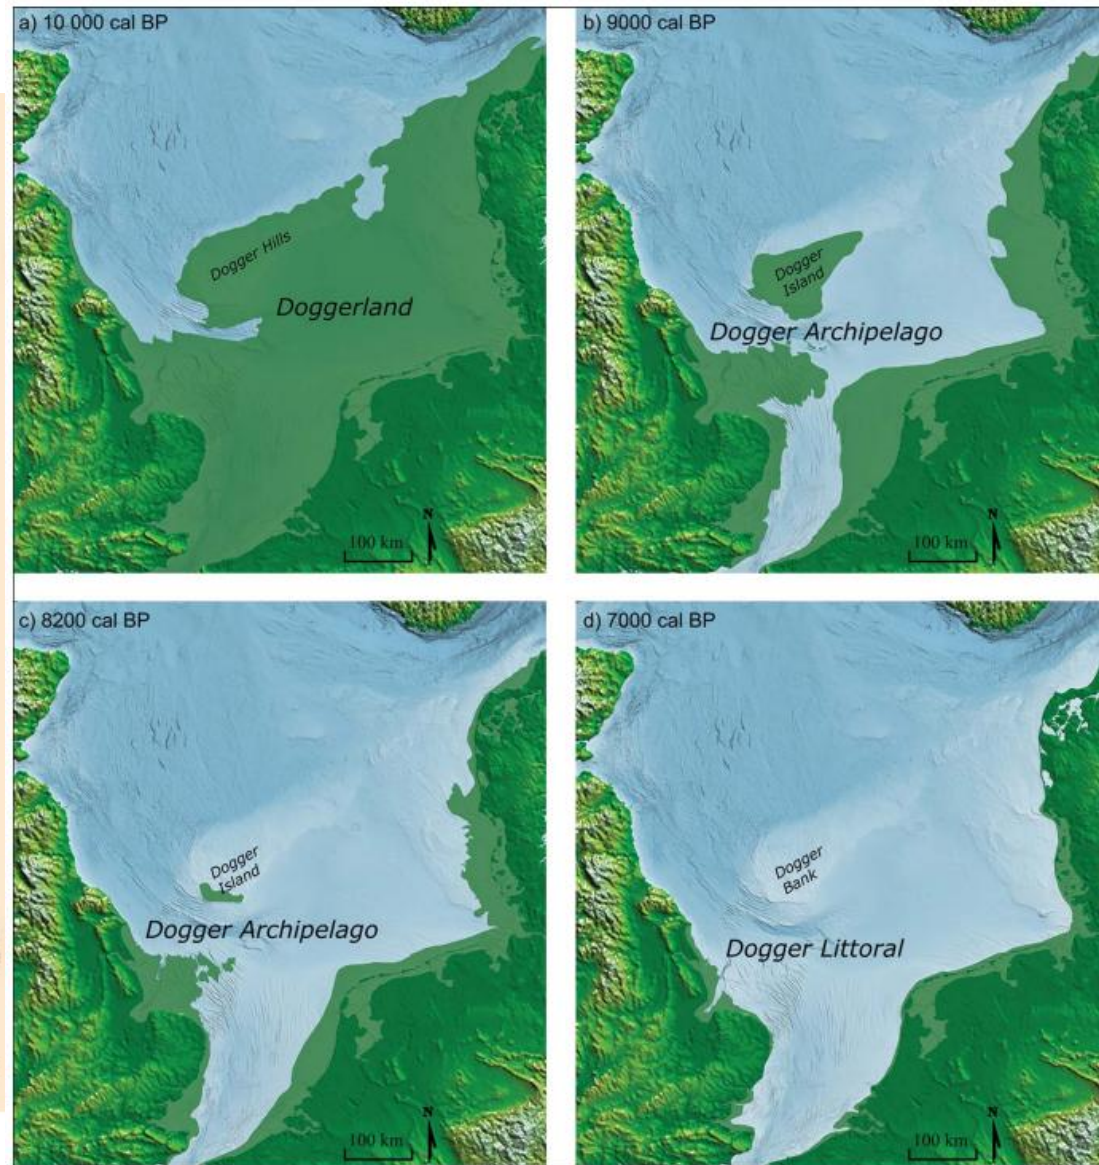 a) 10 000 cal BP
Dogger Hills
Doggerland
100 km
N
b) 9000 cal BP
Dogger
Island
Dogger Archipelago
100 km
N
c) 8200 cal BP
Dogger
Island
Dogger Archipelago
100 km
N
d) 7000 cal BP
Dogger
Bank
Dogger Littoral
100 km
N